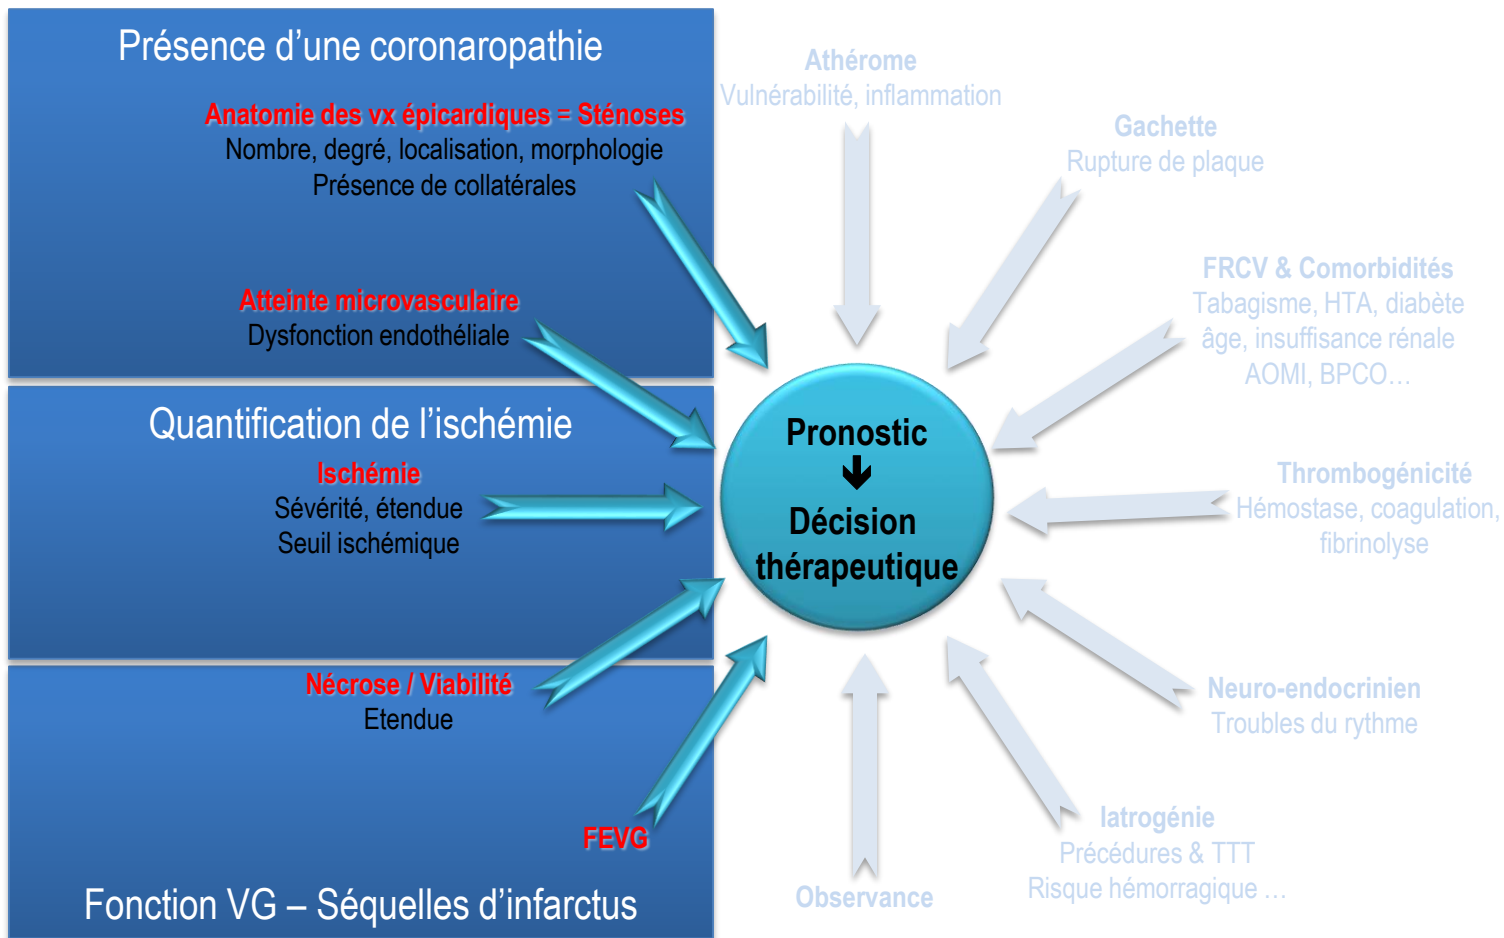 Présence d’une coronaropathie
Anatomie des vx épicardiques = Sténoses
Nombre, degré, localisation, morphologie
Présence de collatérales
Atteinte microvasculaire
Dysfonction endothéliale
Quantification de l’ischémie
Ischémie
Sévérité, étendue
Seuil ischémique
Nécrose / Viabilité
Etendue
FEVG
Fonction VG – Séquelles d’infarctus
Pronostic
Décision
thérapeutique
Athérome
Vulnérabilité, inflammation
Gachette
Rupture de plaque
FRCV & Comorbidités
Tabagisme, HTA, diabète
âge, insuffisance rénale
AOMI, BPCO…
Thrombogénicité
Hémostase, coagulation,
fibrinolyse
Neuro-endocrinien
Troubles du rythme
Iatrogénie
Précédures & TTT
Risque hémorragique …
Observance